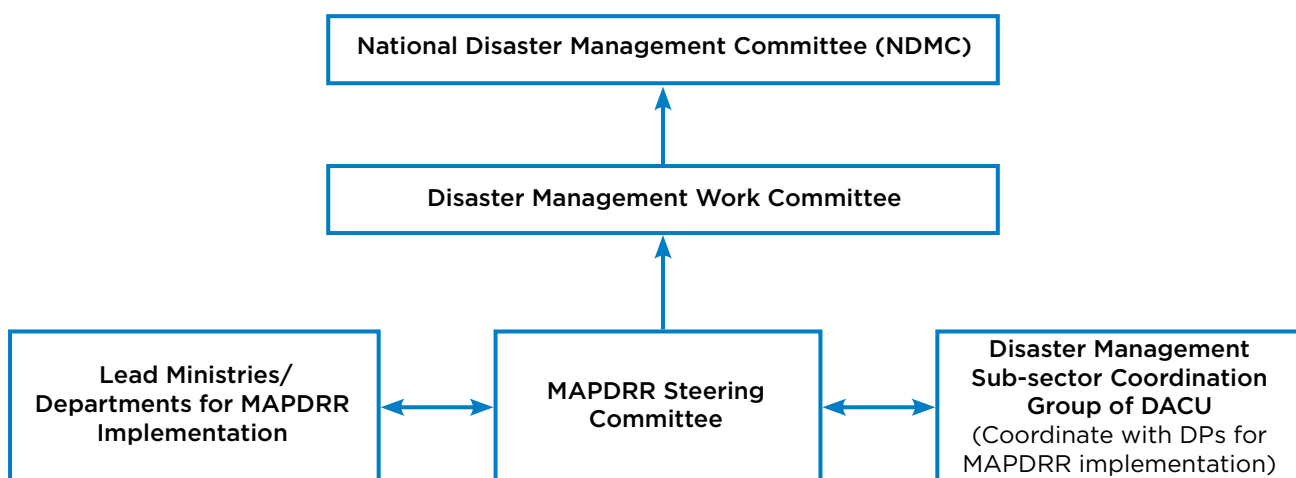 National Disaster Management Committee (NDMC)
Disaster Management Work Committee
Lead Ministries/
Departments for MAPDRR
Implementation
MAPDRR Steering
Committee
Disaster Management
Sub-sector Coordination
Group of DACU
(Coordinate with DPs for
MAPDRR implementation)